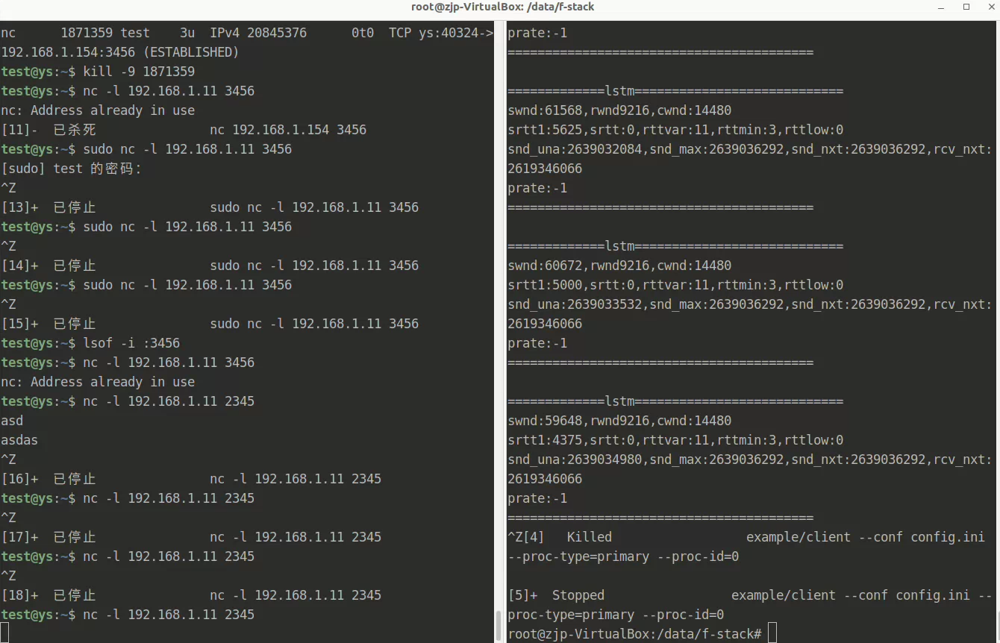 root@zjp-VirtualBox: /data/f-stack
nc      1871359 test    3u  IPv4 20845376      0t0  TCP ys:40324->
192.168.1.154:3456 (ESTABLISHED)
test@ys:~$ kill -9 1871359
test@ys:~$ nc -l 192.168.1.11 3456
nc: Address already in use
[11]-  已杀死               nc 192.168.1.154 3456
test@ys:~$ sudo nc -l 192.168.1.11 3456
[sudo] test 的密码：
^Z
[13]+  已停止               sudo nc -l 192.168.1.11 3456
test@ys:~$ sudo nc -l 192.168.1.11 3456
^Z
[14]+  已停止               sudo nc -l 192.168.1.11 3456
test@ys:~$ sudo nc -l 192.168.1.11 3456
^Z
[15]+  已停止               sudo nc -l 192.168.1.11 3456
test@ys:~$ lsof -i :3456
test@ys:~$ nc -l 192.168.1.11 3456
nc: Address already in use
test@ys:~$ nc -l 192.168.1.11 2345
asd
asdas
^Z
[16]+  已停止               nc -l 192.168.1.11 2345
test@ys:~$ nc -l 192.168.1.11 2345
^Z
[17]+  已停止               nc -l 192.168.1.11 2345
test@ys:~$ nc -l 192.168.1.11 2345
^Z
[18]+  已停止               nc -l 192.168.1.11 2345
test@ys:~$ nc -l 192.168.1.11 2345
prate:-1
=========================================
=============lstm============================
swnd:61568,rwnd9216,cwnd:14480
srtt1:5625,srtt:0,rttvar:11,rttmin:3,rttlow:0
snd_una:2639032084,snd_max:2639036292,snd_nxt:2639036292,rcv_nxt:
2619346066
prate:-1
=========================================
=============lstm============================
swnd:60672,rwnd9216,cwnd:14480
srtt1:5000,srtt:0,rttvar:11,rttmin:3,rttlow:0
snd_una:2639033532,snd_max:2639036292,snd_nxt:2639036292,rcv_nxt:
2619346066
prate:-1
=========================================
=============lstm============================
swnd:59648,rwnd9216,cwnd:14480
srtt1:4375,srtt:0,rttvar:11,rttmin:3,rttlow:0
snd_una:2639034980,snd_max:2639036292,snd_nxt:2639036292,rcv_nxt:
2619346066
prate:-1
=========================================
^Z[4]   Killed                  example/client --conf config.ini
--proc-type=primary --proc-id=0
[5]+  Stopped                 example/client --conf config.ini --
proc-type=primary --proc-id=0
root@zjp-VirtualBox:/data/f-stack#